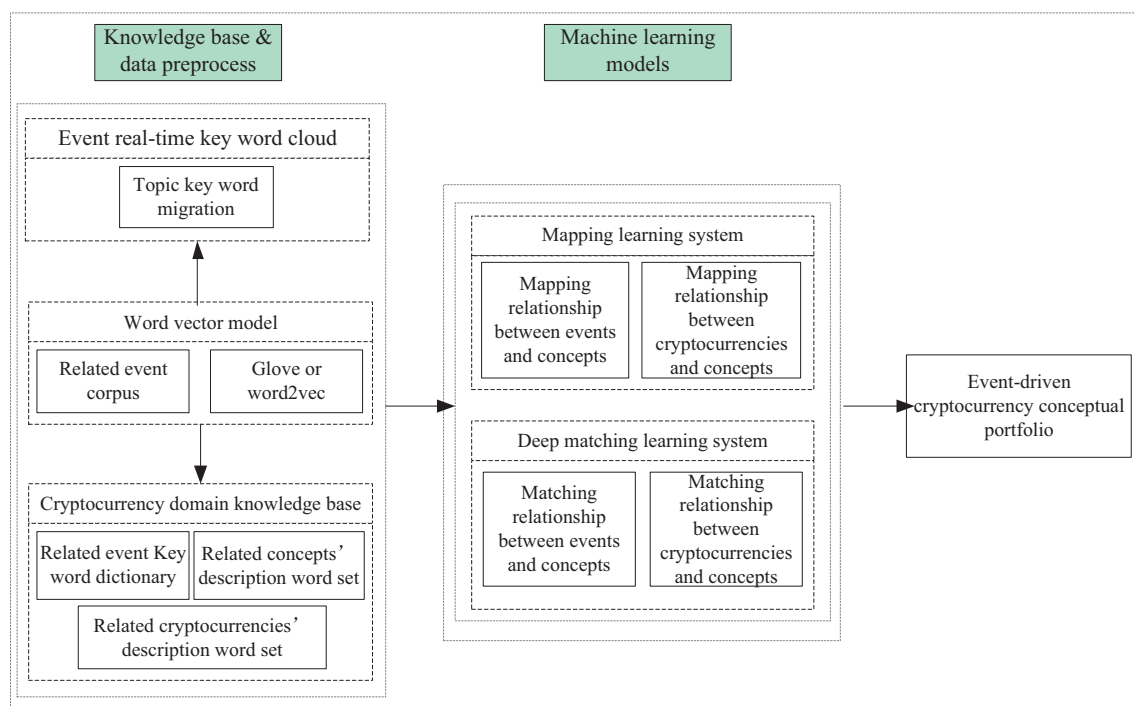 Knowledge base &
data preprocess
Machine learning
models
Event real-time key word cloud
Topic key word
migration
Word vector model
Related event
corpus
Glove or
word2vec
Cryptocurrency domain knowledge base
Related event Key
word dictionary
Related concepts’
description word set
Related cryptocurrencies’
description word set
Mapping learning system
Mapping
relationship
between events
and concepts
Mapping
relationship
between
cryptocurrencies
and concepts
Deep matching learning system
Matching
relationship
between events
and concepts
Matching
relationship
between
cryptocurrencies
and concepts
Event-driven
cryptocurrency conceptual
portfolio